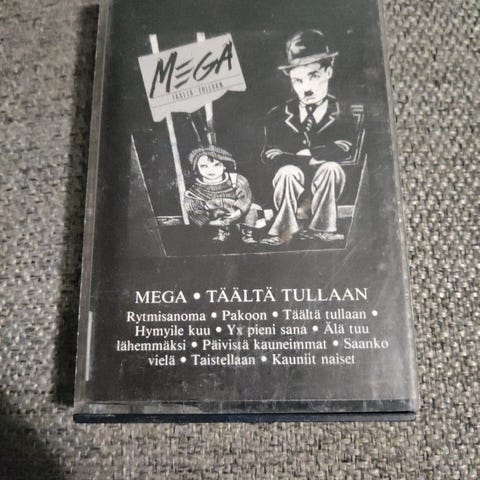 MEGA
TÄÄLTÄ TULLAAN
MEGA • TÄÄLTÄ TULLAAN
Rytmisanoma • Pakoon • Täältä tullaan •
Hymyile kuu • Yx pieni sana • Älä tuu
lähemmäksi • Päivistä kauneimmat • Saanko
vielä • Taistellaan • Kauniit naiset